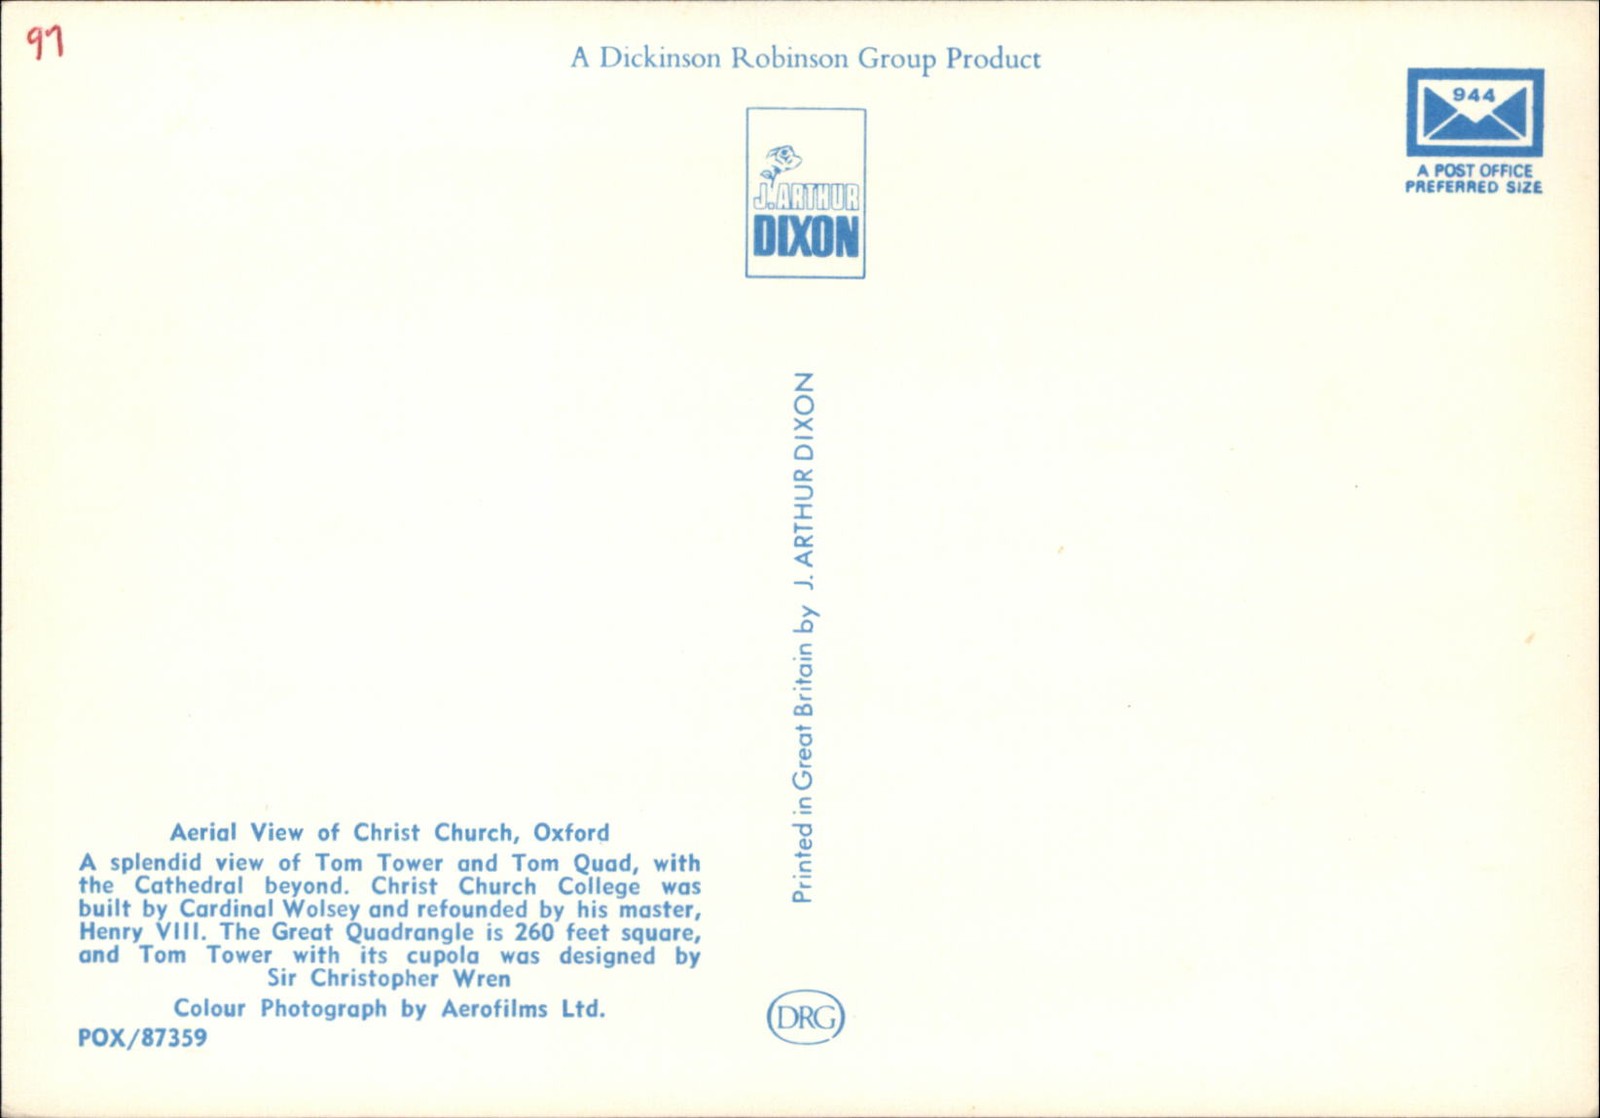 97
A Dickinson Robinson Group Product
944
A POST OFFICE
PREFERRED SIZE
J. ARTHUR
DIXON
Printed in Great Britain by J. ARTHUR DIXON
Aerial View of Christ Church, Oxford
A splendid view of Tom Tower and Tom Quad, with
the Cathedral beyond. Christ Church College was
built by Cardinal Wolsey and refounded by his master,
Henry VIII. The Great Quadrangle is 260 feet square,
and Tom Tower with its cupola was designed by
Sir Christopher Wren
Colour Photograph by Aerofilms Ltd.
POX/87359
DRG